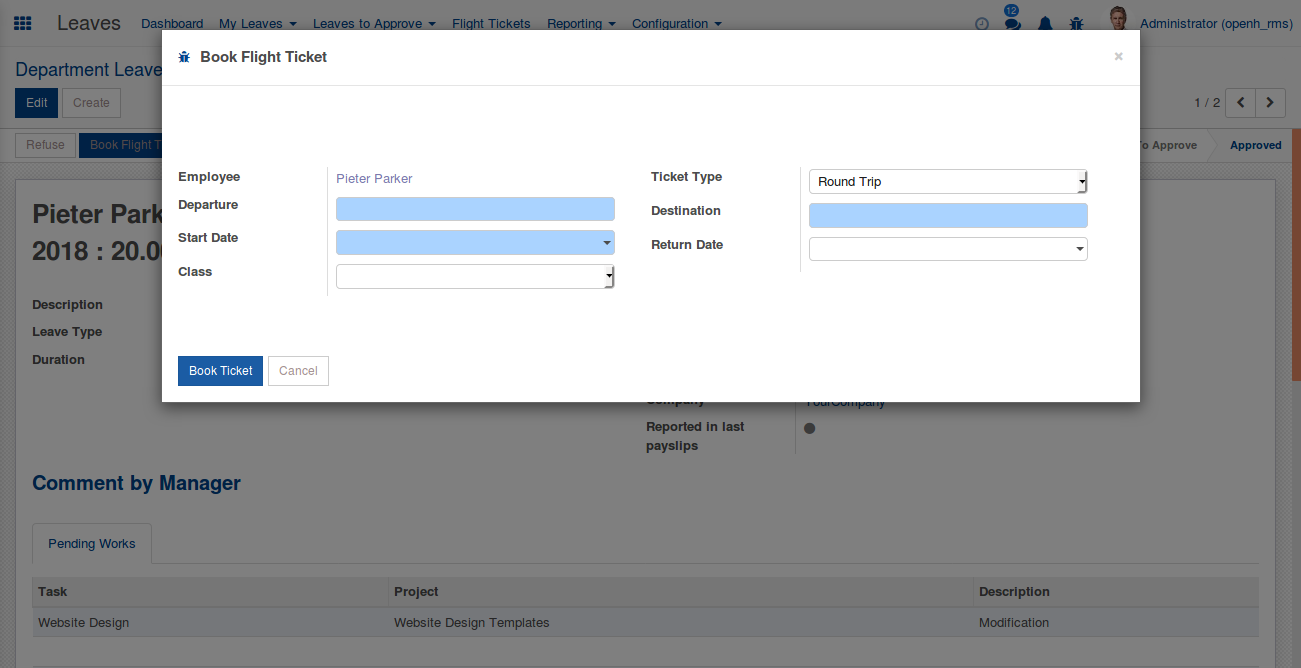 Leaves Dashboard My Leaves Leaves to Approve Flight Tickets Reporting Configuration 12 Administrator (openh_rms)
Book Flight Ticket ×
Department Leave
Edit Create 1 / 2
Refuse Book Flight T o Approve Approved
Employee Pieter Parker Ticket Type Round Trip
Departure Destination
Start Date Return Date
Class
Pieter Park
2018 : 20.0
Description
Leave Type
Duration
Book Ticket Cancel
Company YourCompany
Reported in last
payslips
Comment by Manager
Pending Works
Task Project Description
Website Design Website Design Templates Modification